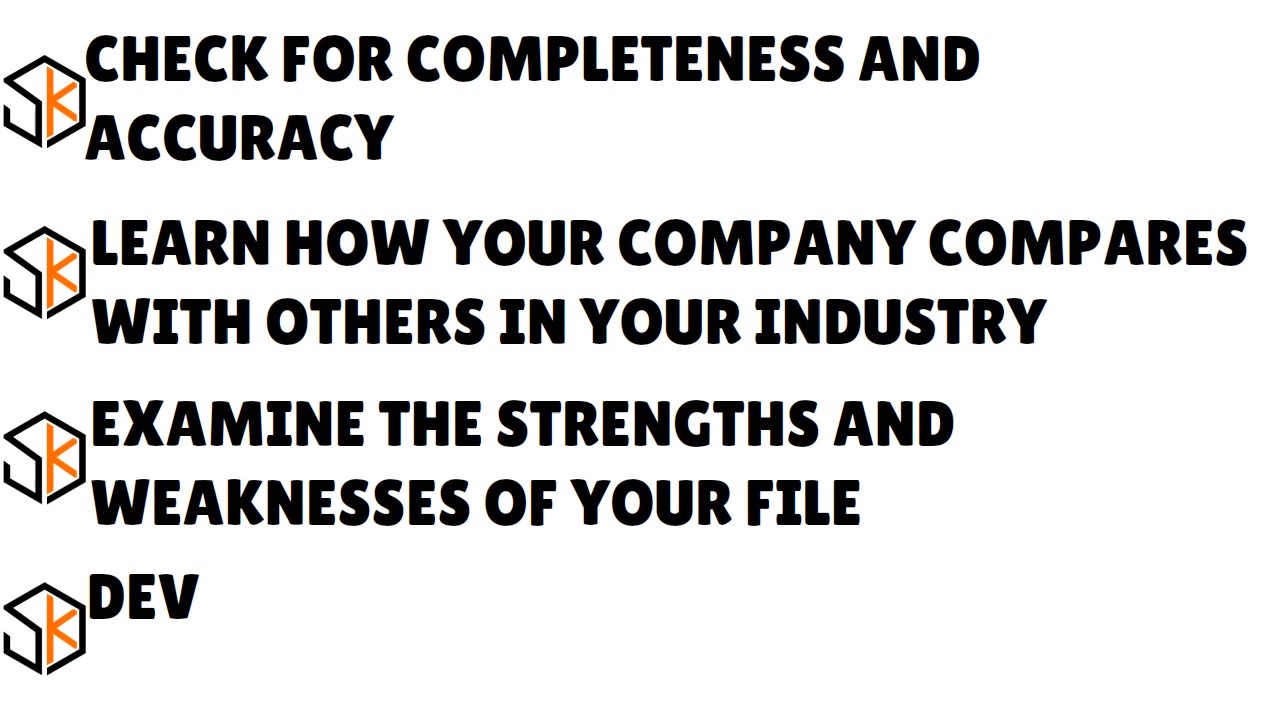 CHECK FOR COMPLETENESS AND
ACCURACY
LEARN HOW YOUR COMPANY COMPARES
WITH OTHERS IN YOUR INDUSTRY
EXAMINE THE STRENGTHS AND
WEAKNESSES OF YOUR FILE
DEV